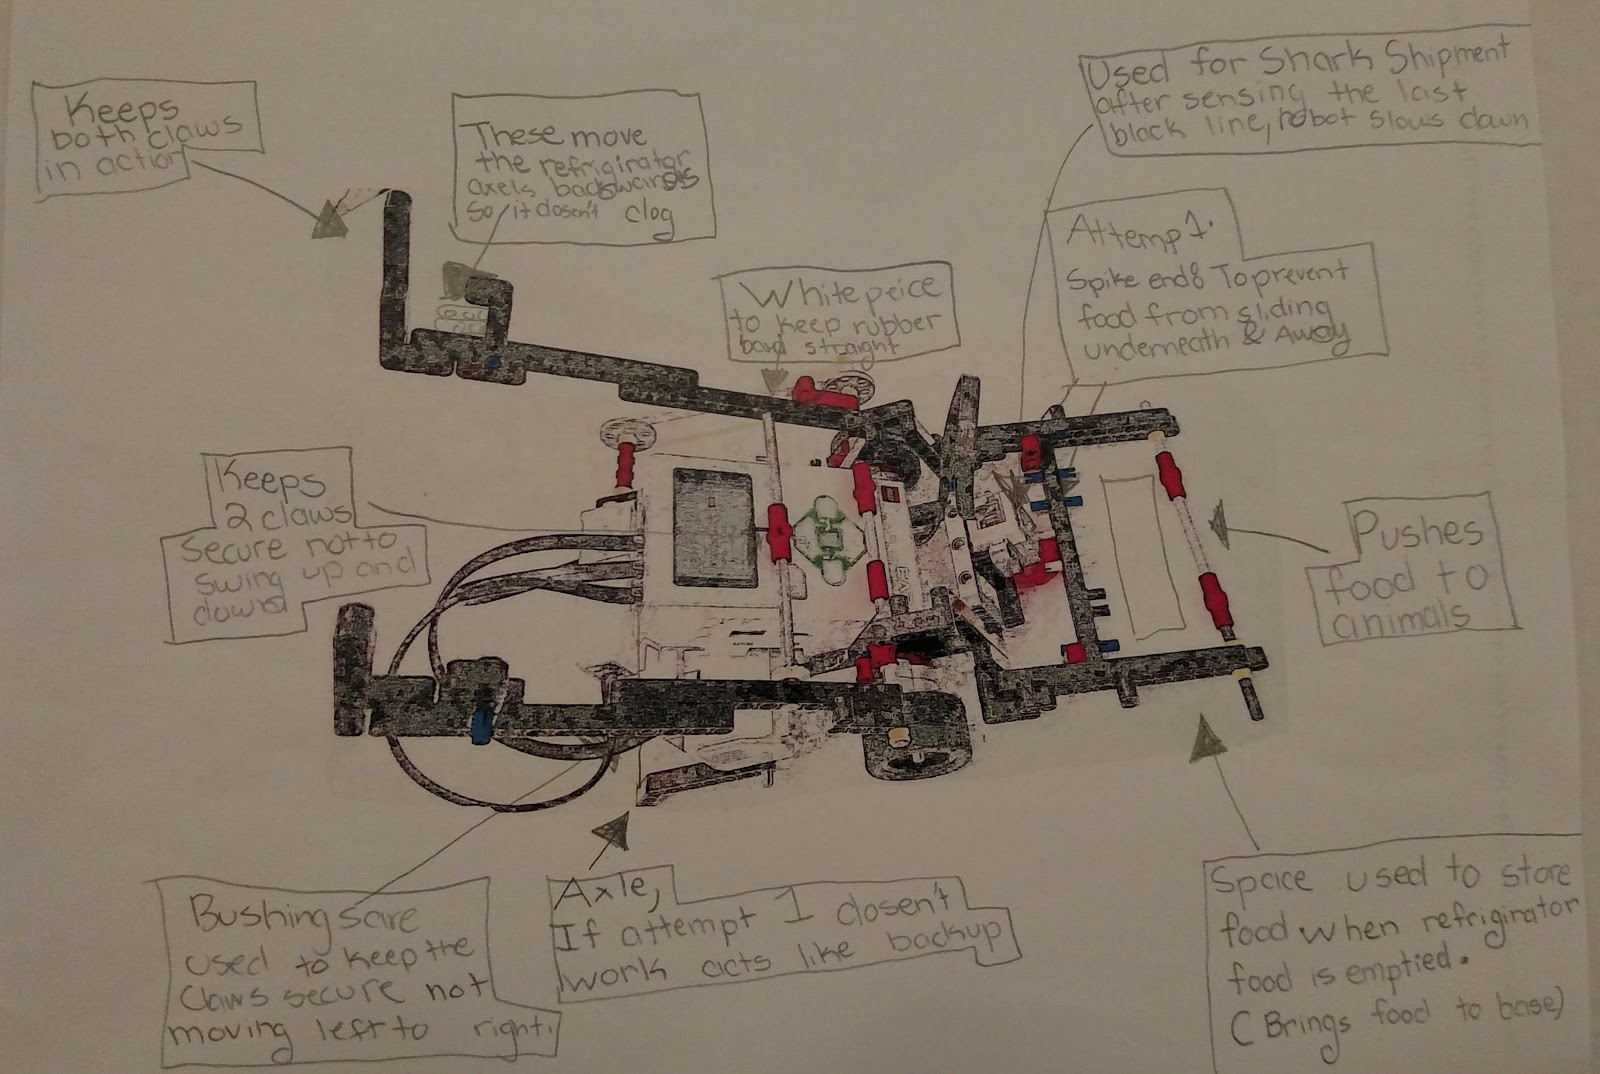 Keeps
both claws
in action
These move
the refrigirator
axels backwards
so it dosen't clog
White peice
to keep rubber
band straight
Used for Shark Shipment
after sensing the last
black line, robot slows down
Attemp 1.
Spike end: To prevent
food from sliding
underneath & Away
Keeps
2 claws
secure not to
swing up and
down
Pushes
food to
animals
Bushings are
used to keep the
claws secure not
moving left to right.
Axle,
If attempt 1 dosen't
work acts like backup
Space used to store
food when refrigirator
food is emptied.
(Brings food to base)